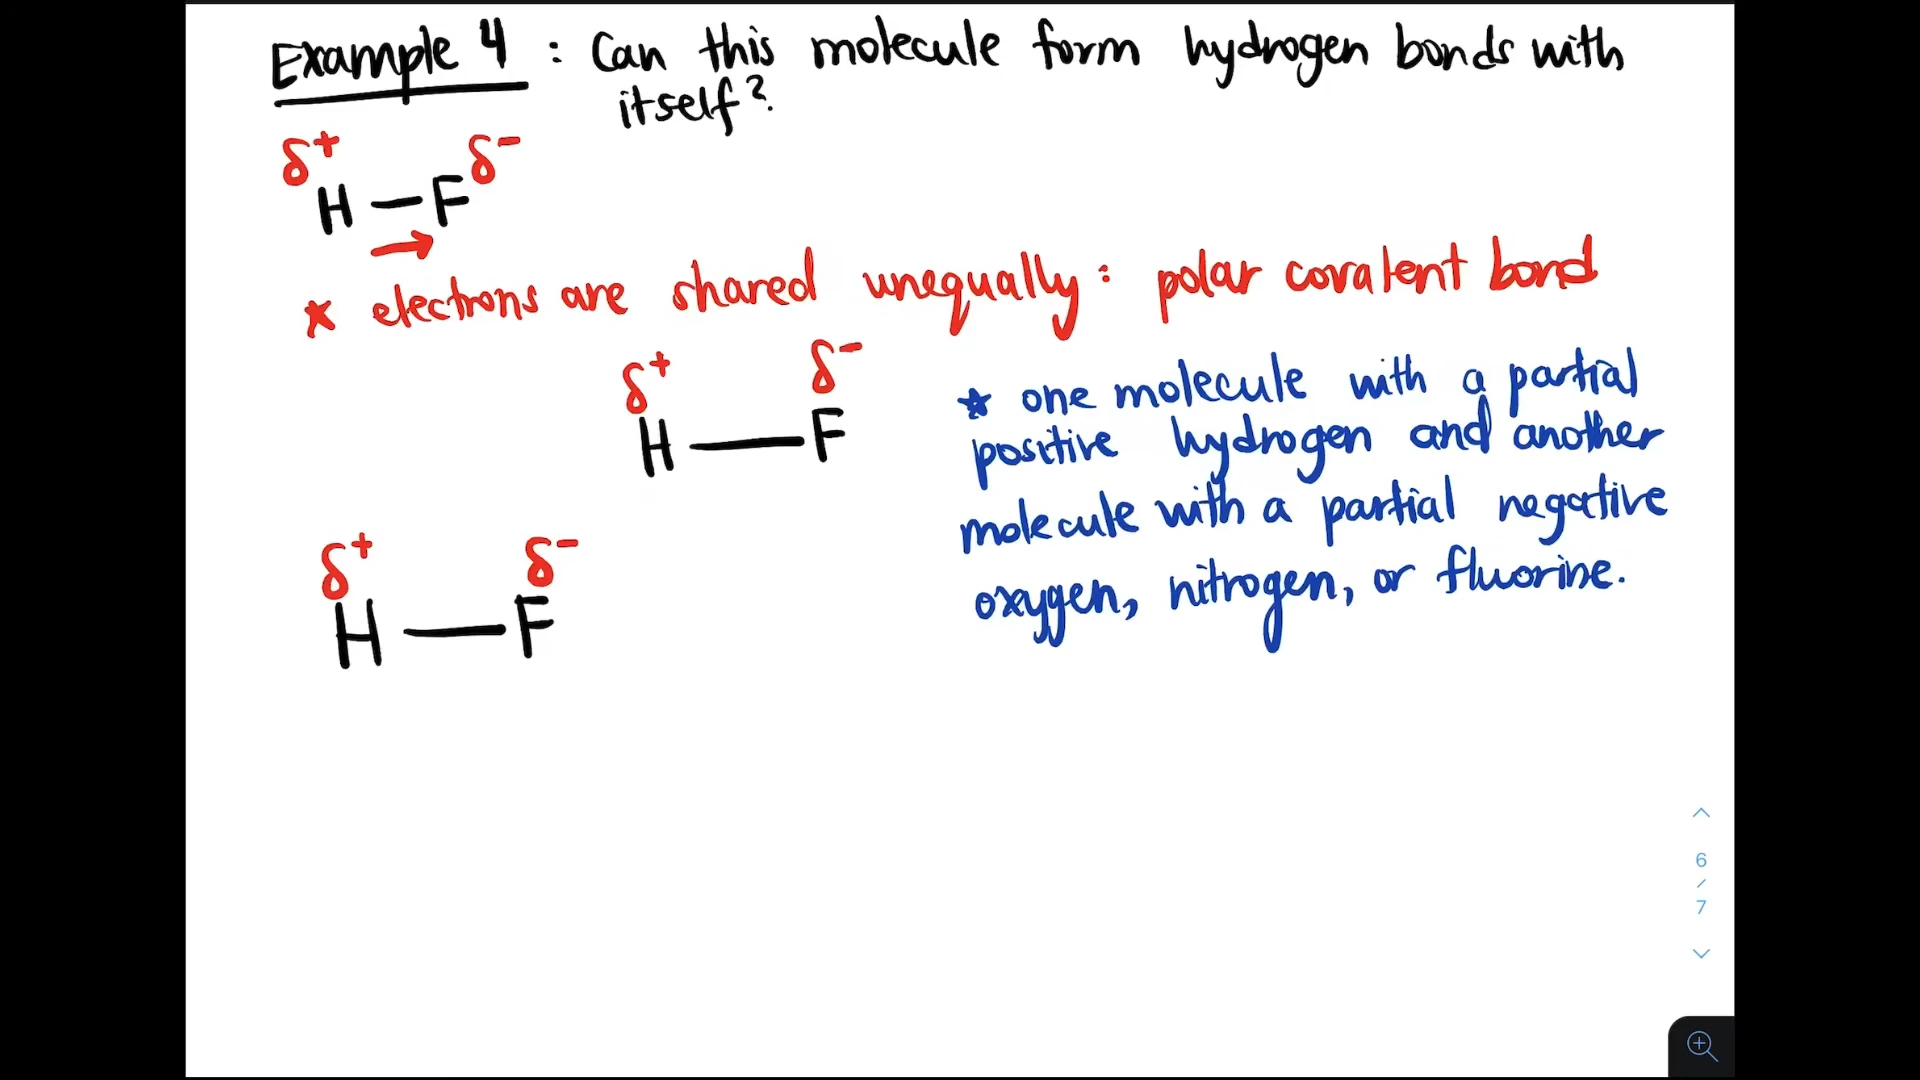 Example 4 : Can this molecule form hydrogen bonds with
itself?
δ+ δ-
H — F
→
* electrons are shared unequally: polar covalent bond
δ+ δ-
H — F
* one molecule with a partial
positive hydrogen and another
molecule with a partial negative
oxygen, nitrogen, or fluorine.
δ+ δ-
H — F
6
/
7